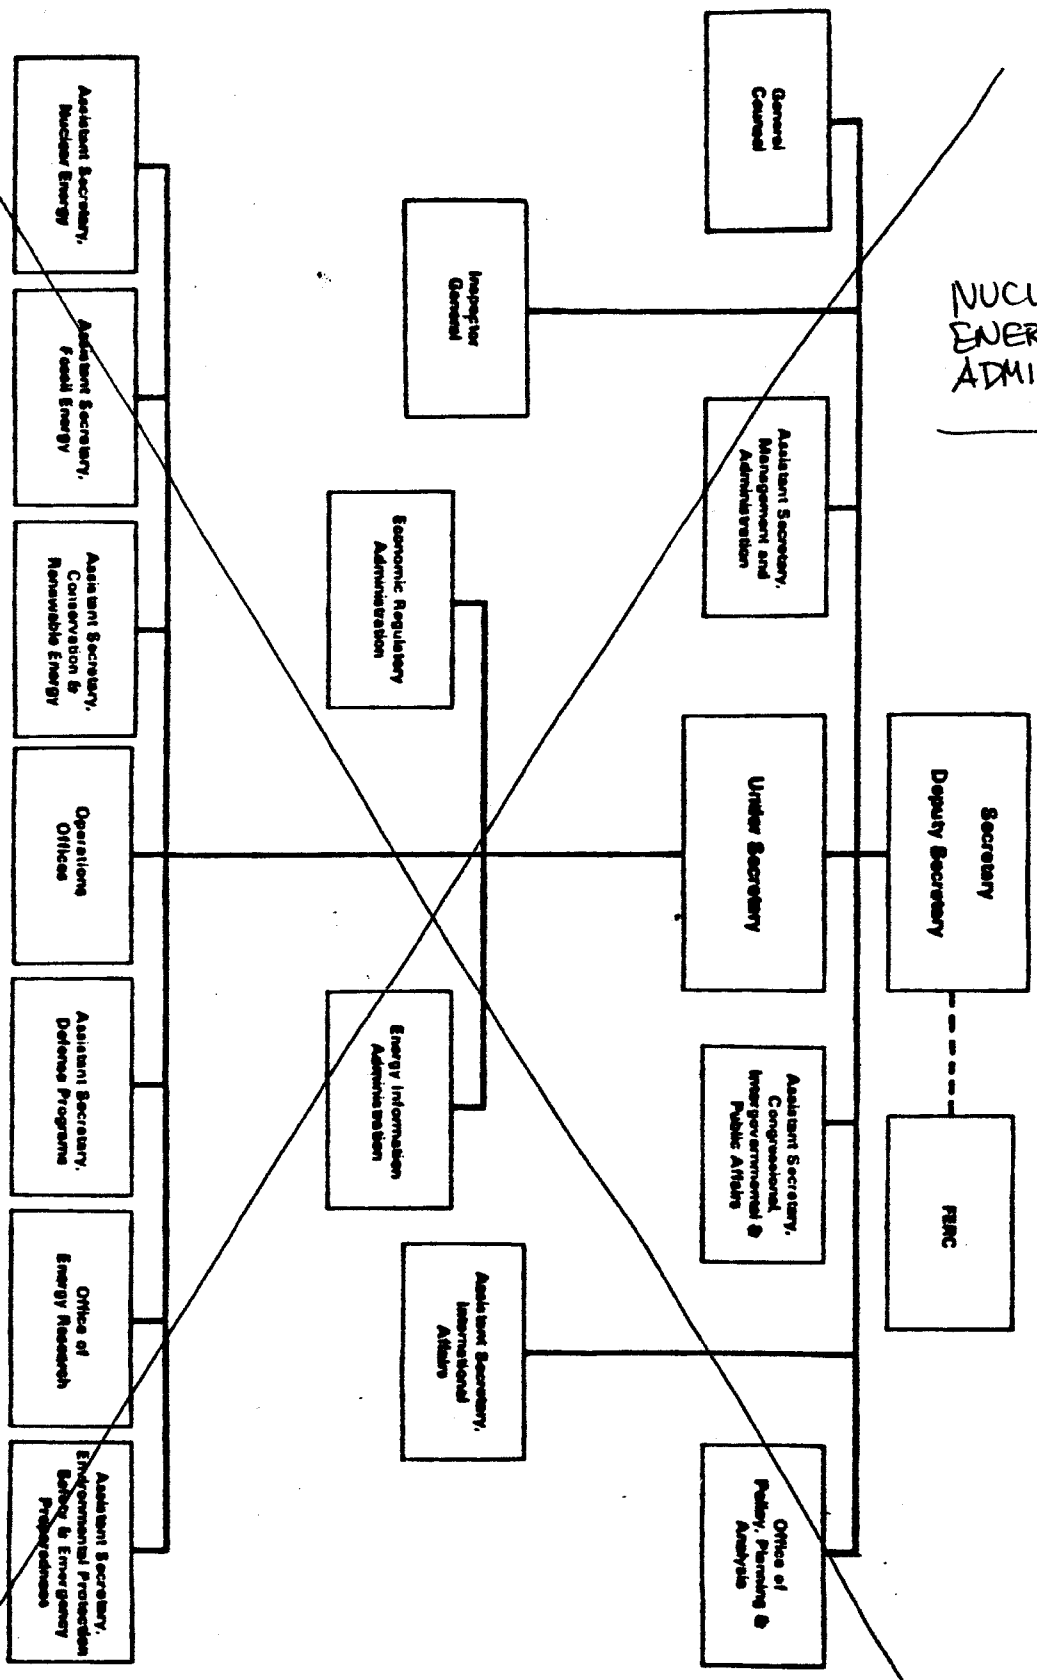 Secretary
Deputy Secretary
FERC
General
Counsel
Assistant Secretary,
Management and
Administration
Under Secretary
Assistant Secretary,
Congressional,
Intergovernmental &
Public Affairs
Office of
Policy, Planning &
Analysis
Inspector
General
Assistant Secretary,
International
Affairs
Economic Regulatory
Administration
Energy Information
Administration
Assistant Secretary,
Nuclear Energy
Assistant Secretary,
Fossil Energy
Assistant Secretary,
Conservation &
Renewable Energy
Operations
Offices
Assistant Secretary,
Defense Programs
Office of
Energy Research
Assistant Secretary,
Environmental Protection
Safety & Emergency
Preparedness
NUCL
ENER
ADMI